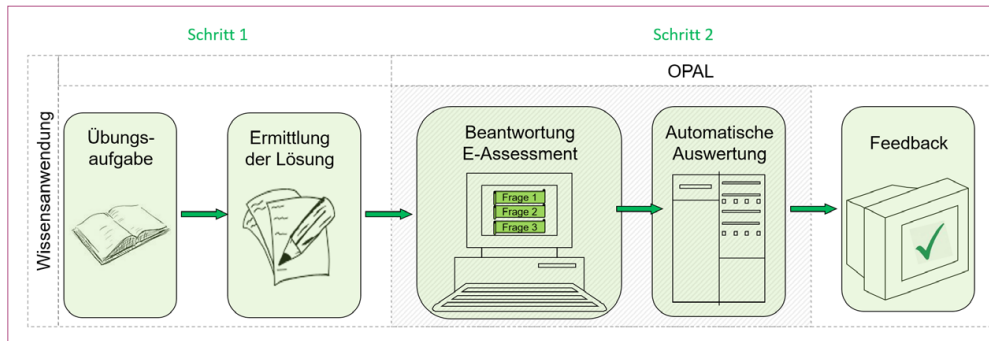 Schritt 1
Schritt 2
OPAL
Wissensanwendung
Übungs-
aufgabe
Ermittlung
der Lösung
Beantwortung
E-Assessment
Frage 1
Frage 2
Frage 3
Automatische
Auswertung
Feedback